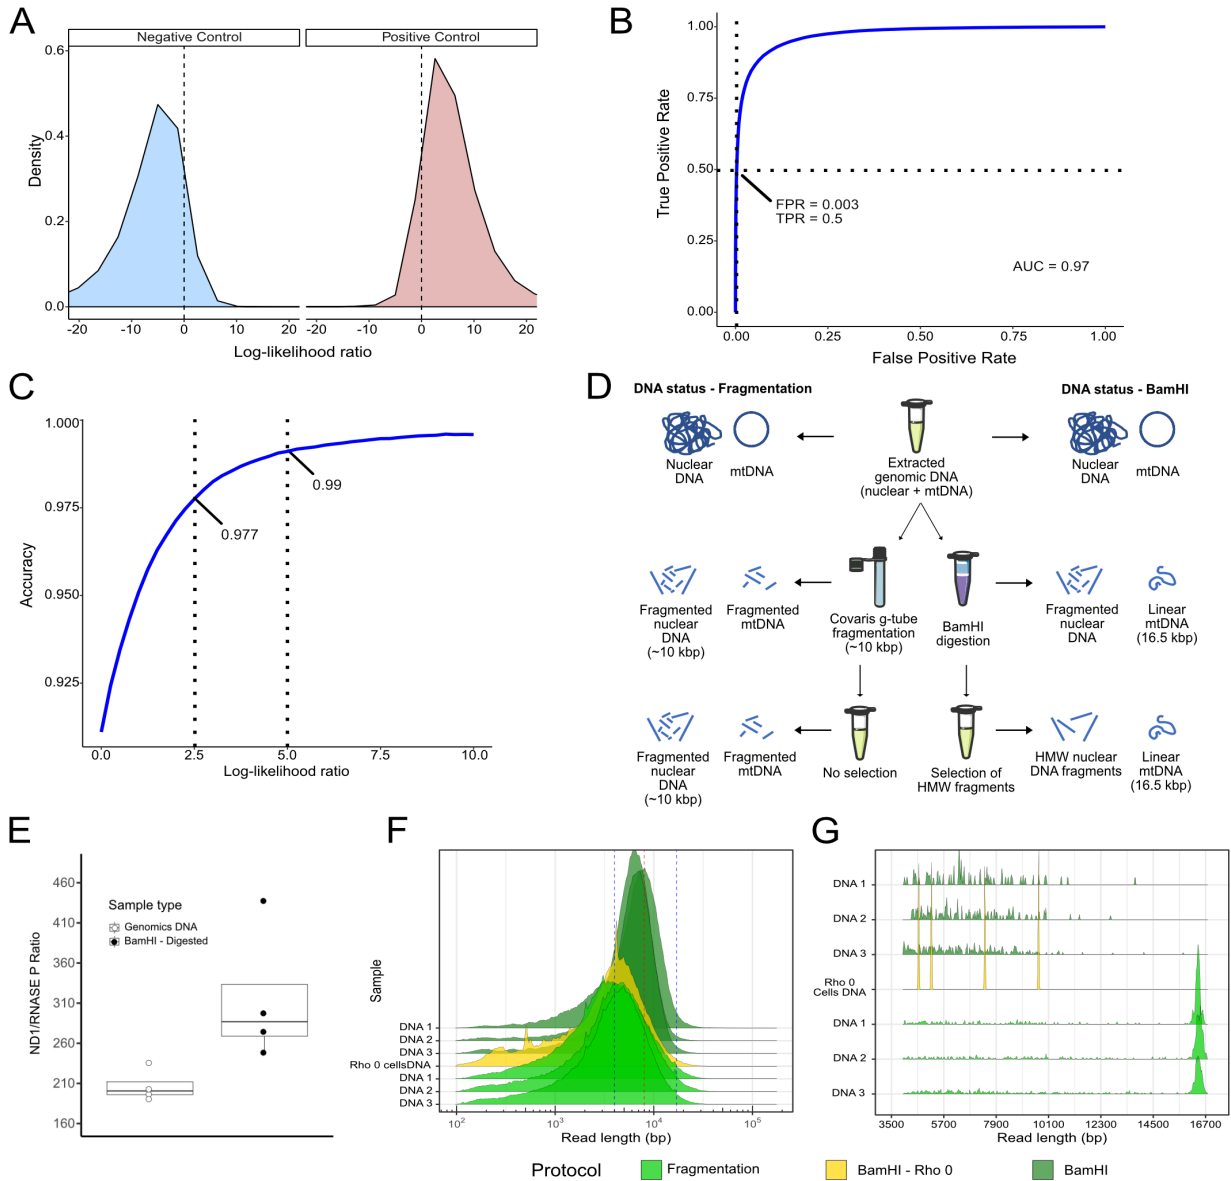 A
Negative Control
Positive Control
0.6
0.4
0.2
0.0
Density
-20 -10 0 10 20
-20 -10 0 10 20
Log-likelihood ratio
B
1.00
0.75
0.50
0.25
0.00
True Positive Rate
FPR = 0.003
TPR = 0.5
AUC = 0.97
0.00 0.25 0.50 0.75 1.00
False Positive Rate
C
1.000
0.975
0.950
0.925
Accuracy
0.99
0.977
0.0 2.5 5.0 7.5 10.0
Log-likelihood ratio
D
DNA status - Fragmentation
DNA status - BamHI
Nuclear
DNA
mtDNA
Extracted
genomic DNA
(nuclear + mtDNA)
Nuclear
DNA
mtDNA
Fragmented
nuclear
DNA
(~10 kbp)
Fragmented
mtDNA
Covaris g-tube
fragmentation
(~10 kbp)
BamHI
digestion
Fragmented
nuclear
DNA
Linear
mtDNA
(16.5 kbp)
Fragmented
nuclear
DNA
(~10 kbp)
Fragmented
mtDNA
No selection
Selection of
HMW fragments
HMW nuclear
DNA fragments
Linear
mtDNA
(16.5 kbp)
E
460
410
360
310
260
210
160
ND1/RNASE P Ratio
Sample type
Genomics DNA
BamHI - Digested
F
Sample
DNA 1
DNA 2
DNA 3
Rho 0 cellsDNA
DNA 1
DNA 2
DNA 3
10² 10³ 10⁴ 10⁵
Read length (bp)
G
DNA 1
DNA 2
DNA 3
Rho 0
Cells DNA
DNA 1
DNA 2
DNA 3
3500 5700 7900 10100 12300 14500 16700
Read length (bp)
Protocol
Fragmentation
BamHI - Rho 0
BamHI